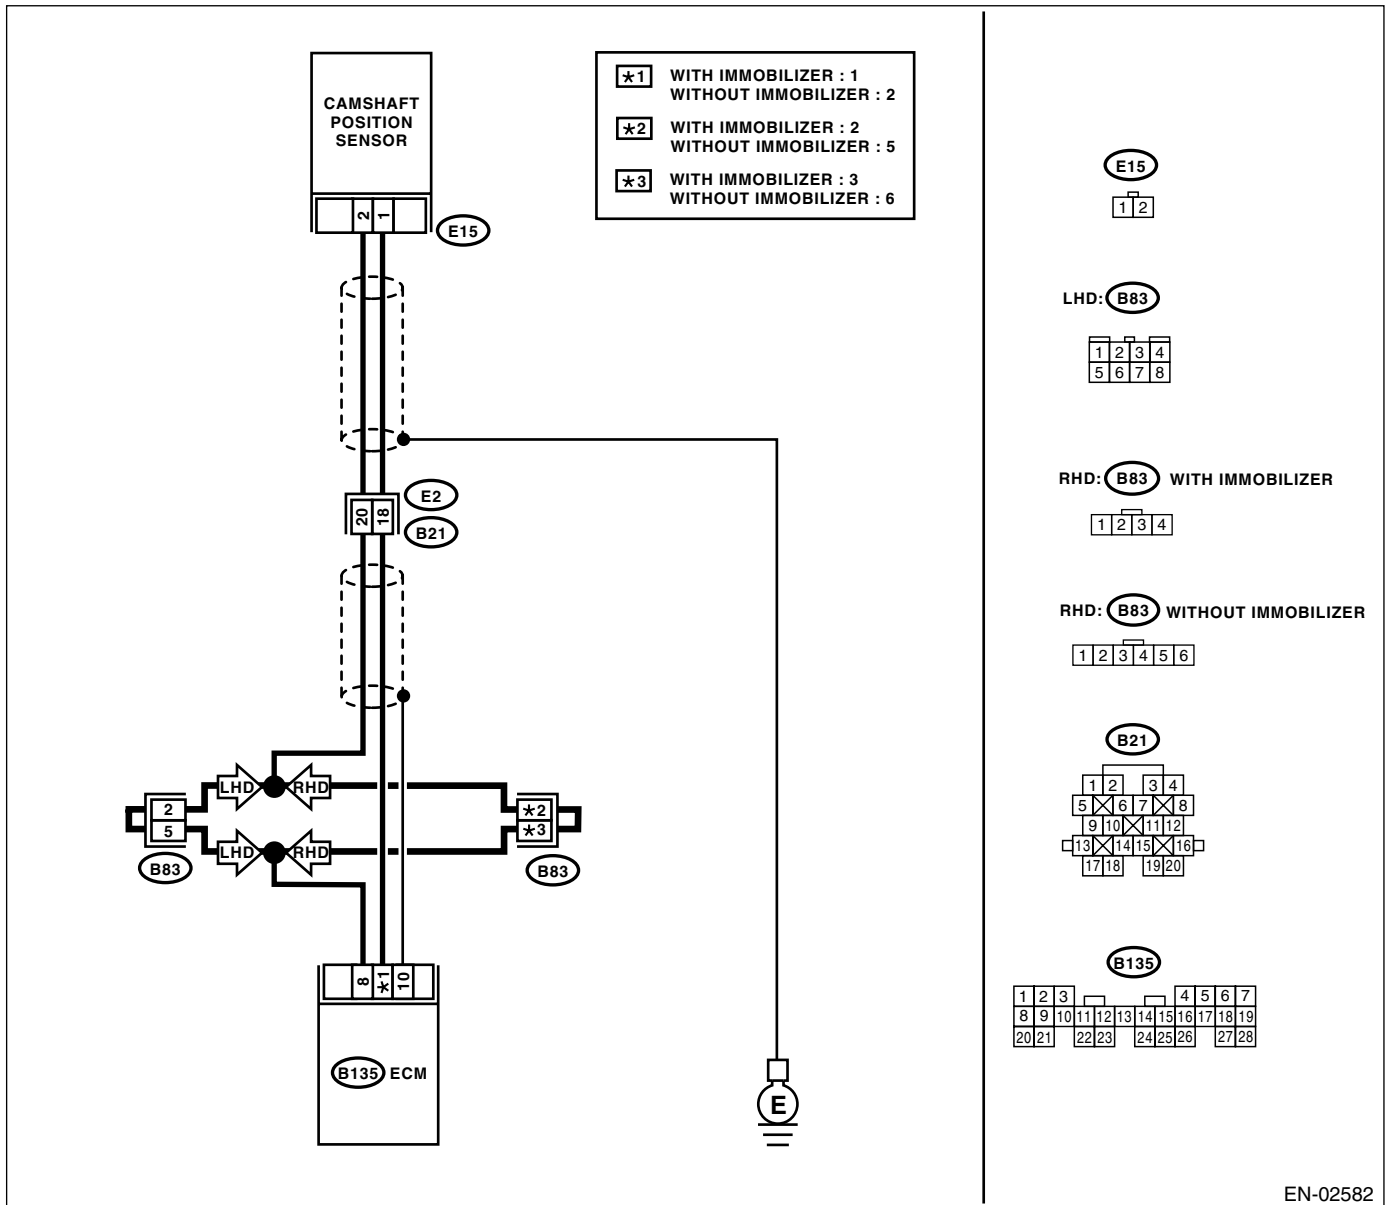 CAMSHAFT
POSITION
SENSOR
2 1
E15
*1 WITH IMMOBILIZER : 1
WITHOUT IMMOBILIZER : 2
*2 WITH IMMOBILIZER : 2
WITHOUT IMMOBILIZER : 5
*3 WITH IMMOBILIZER : 3
WITHOUT IMMOBILIZER : 6
E2
20 18
B21
LHD RHD
2
5
B83
LHD RHD
*2
*3
B83
8 *1 10
B135 ECM
E
E15
1 2
LHD: B83
1 2 3 4
5 6 7 8
RHD: B83 WITH IMMOBILIZER
1 2 3 4
RHD: B83 WITHOUT IMMOBILIZER
1 2 3 4 5 6
B21
1 2 3 4
5 6 7 8
9 10 11 12
13 14 15 16
17 18 19 20
B135
1 2 3 4 5 6 7
8 9 10 11 12 13 14 15 16 17 18 19
20 21 22 23 24 25 26 27 28
EN-02582